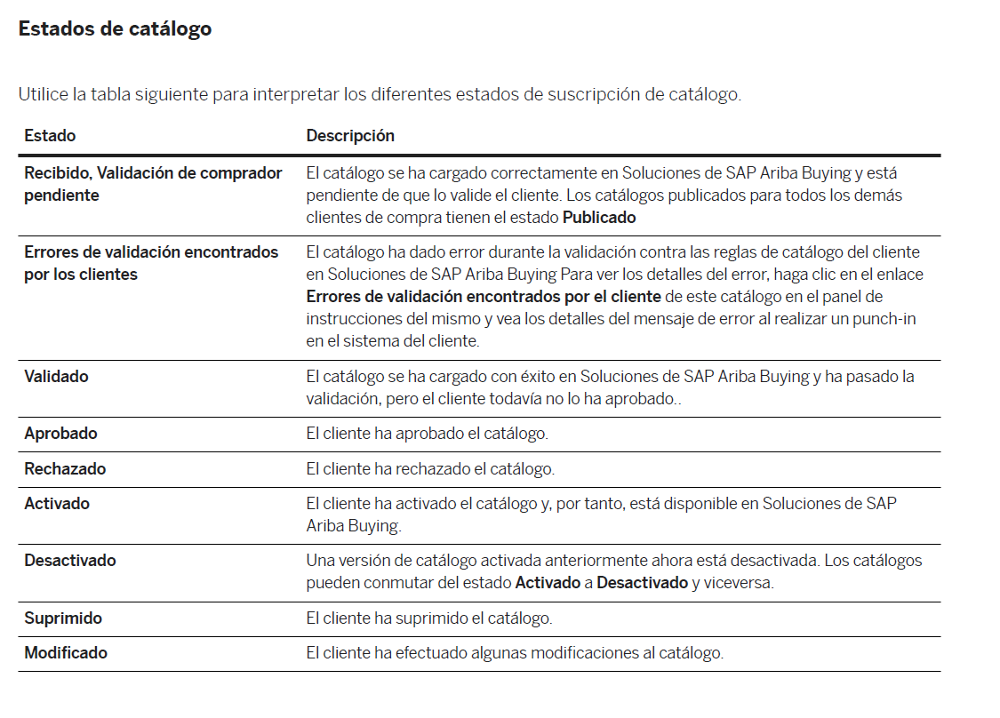 Estados de catálogo
Utilice la tabla siguiente para interpretar los diferentes estados de suscripción de catálogo.
Estado
Descripción
Recibido, Validación de comprador
pendiente
El catálogo se ha cargado correctamente en Soluciones de SAP Ariba Buying y está
pendiente de que lo valide el cliente. Los catálogos publicados para todos los demás
clientes de compra tienen el estado Publicado
Errores de validación encontrados
por los clientes
El catálogo ha dado error durante la validación contra las reglas de catálogo del cliente
en Soluciones de SAP Ariba Buying Para ver los detalles del error, haga clic en el enlace
Errores de validación encontrados por el cliente de este catálogo en el panel de
instrucciones del mismo y vea los detalles del mensaje de error al realizar un punch-in
en el sistema del cliente.
Validado
El catálogo se ha cargado con éxito en Soluciones de SAP Ariba Buying y ha pasado la
validación, pero el cliente todavía no lo ha aprobado..
Aprobado
El cliente ha aprobado el catálogo.
Rechazado
El cliente ha rechazado el catálogo.
Activado
El cliente ha activado el catálogo y, por tanto, está disponible en Soluciones de SAP
Ariba Buying.
Desactivado
Una versión de catálogo activada anteriormente ahora está desactivada. Los catálogos
pueden conmutar del estado Activado a Desactivado y viceversa.
Suprimido
El cliente ha suprimido el catálogo.
Modificado
El cliente ha efectuado algunas modificaciones al catálogo.